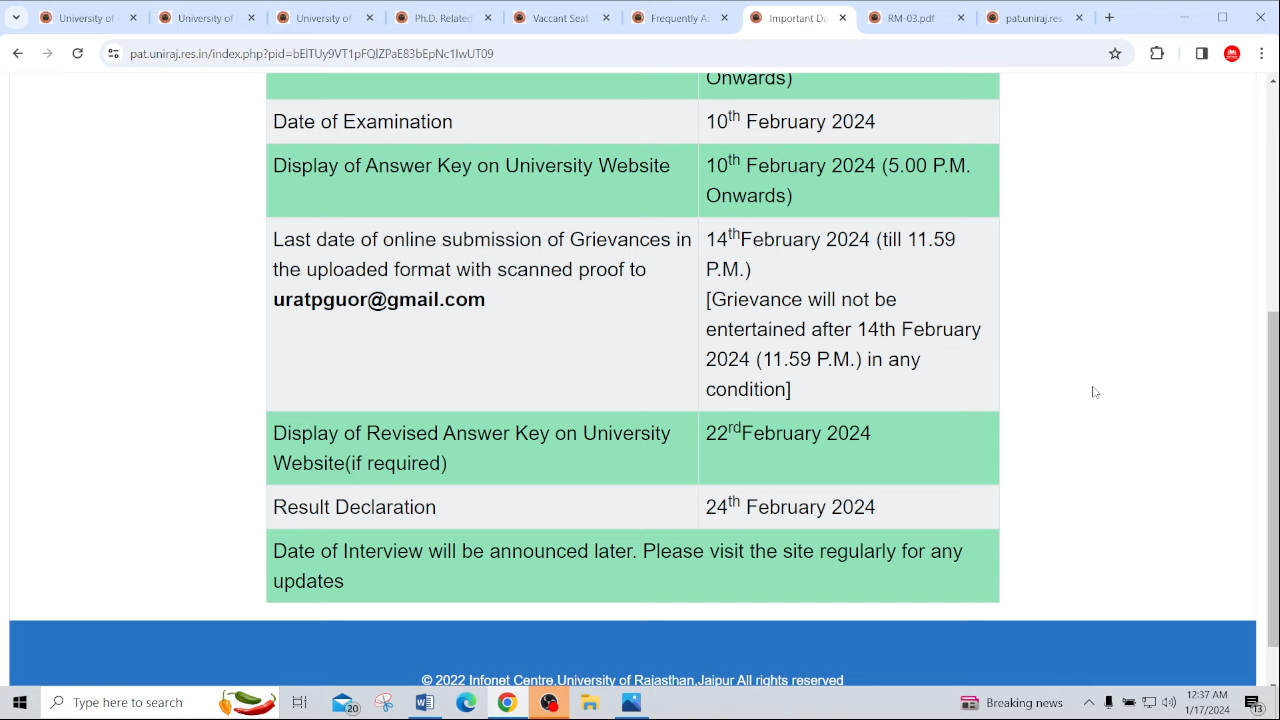 University of
University of
University of
Ph.D. Related
Vaccant Seat
Frequently As
Important Da
RM-03.pdf
pat.uniraj.res.
pat.uniraj.res.in/index.php?pid=bElTUy9VT1pFQlZPaE83bEpNc1lwUT09
Onwards)
Date of Examination
10th February 2024
Display of Answer Key on University Website
10th February 2024 (5.00 P.M.
Onwards)
Last date of online submission of Grievances in
the uploaded format with scanned proof to
uratpguor@gmail.com
14thFebruary 2024 (till 11.59
P.M.)
[Grievance will not be
entertained after 14th February
2024 (11.59 P.M.) in any
condition]
Display of Revised Answer Key on University
Website(if required)
22rdFebruary 2024
Result Declaration
24th February 2024
Date of Interview will be announced later. Please visit the site regularly for any
updates
© 2022 Infonet Centre,University of Rajasthan,Jaipur All rights reserved
Type here to search
20
Breaking news
12:37 AM
1/17/2024
13